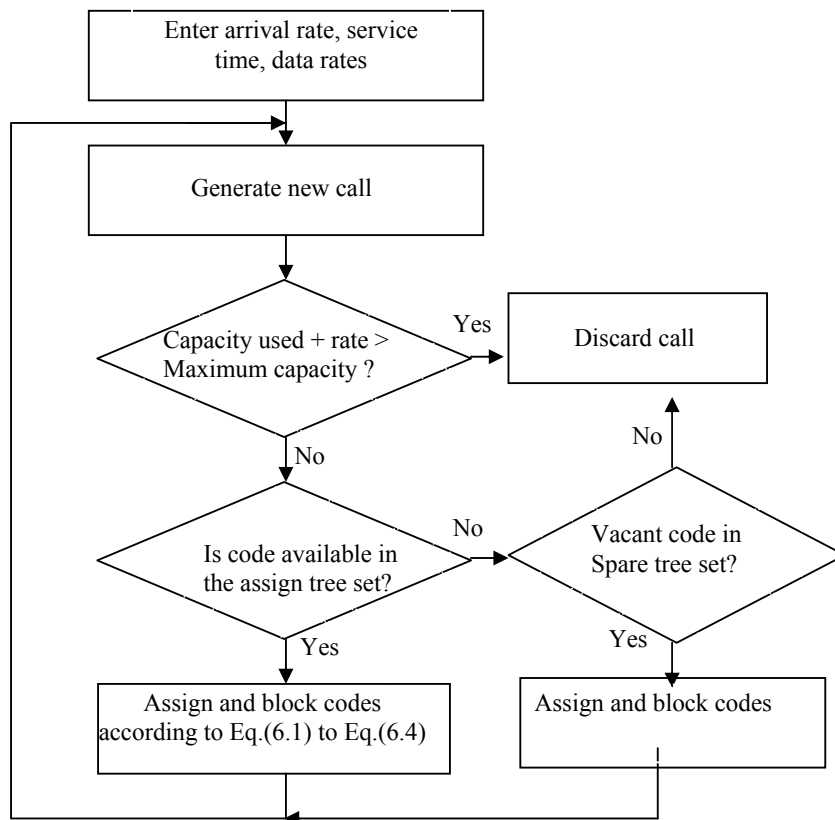 Enter arrival rate, service
time, data rates
Generate new call
Capacity used + rate >
Maximum capacity ?
Yes
Discard call
No
No
Is code available in
the assign tree set?
No
Vacant code in
Spare tree set?
Yes
Yes
Assign and block codes
according to Eq.(6.1) to Eq.(6.4)
Assign and block codes